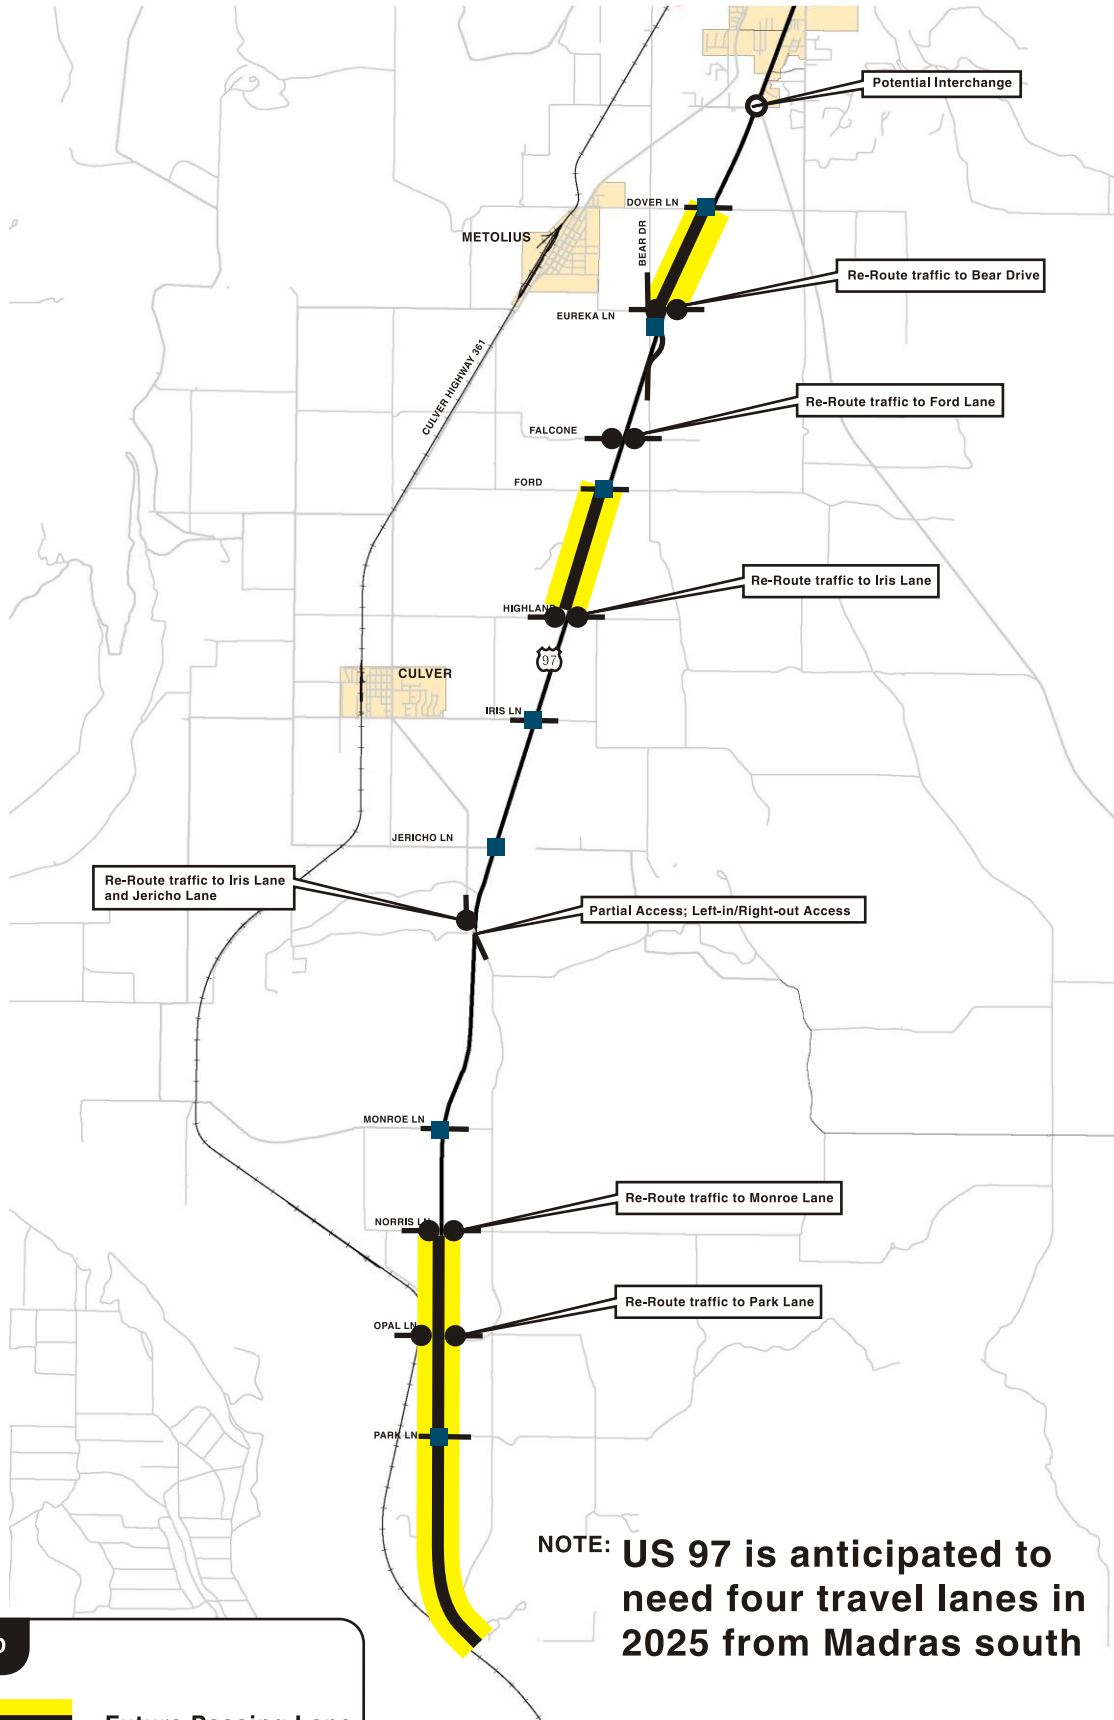 Potential Interchange
DOVER LN
BEAR DR
METOLIUS
Re-Route traffic to Bear Drive
EUREKA LN
CULVER HIGHWAY 361
Re-Route traffic to Ford Lane
FALCONE
FORD
Re-Route traffic to Iris Lane
HIGHLAND
97
CULVER
IRIS LN
JERICHO LN
Re-Route traffic to Iris Lane
and Jericho Lane
Partial Access; Left-in/Right-out Access
MONROE LN
Re-Route traffic to Monroe Lane
NORRIS LN
Re-Route traffic to Park Lane
OPAL LN
PARK LN
NOTE: US 97 is anticipated to
need four travel lanes in
2025 from Madras south
Future Passing Lane